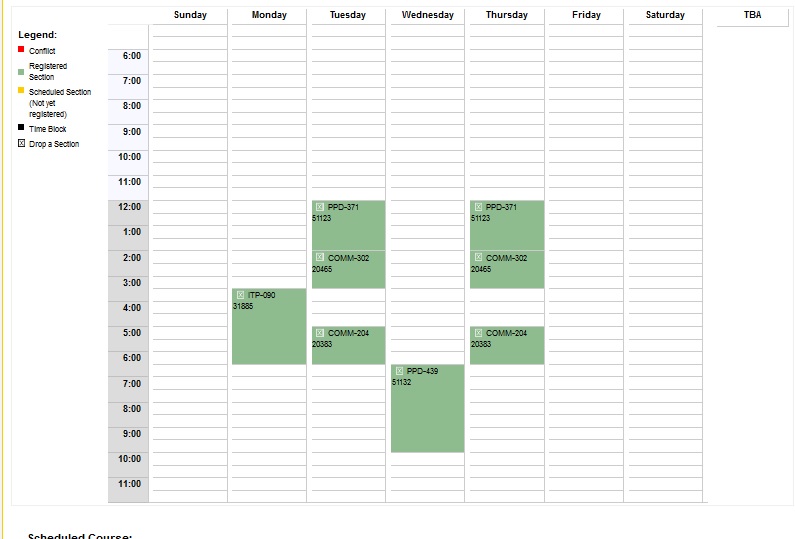 Sunday Monday Tuesday Wednesday Thursday Friday Saturday TBA
Legend:
Conflict
Registered
Section
Scheduled Section
(Not yet
registered)
Time Block
Drop a Section
6:00
7:00
8:00
9:00
10:00
11:00
12:00
PPD-371 PPD-371
51123 51123
1:00
2:00
COMM-302 COMM-302
20465 20465
3:00
ITP-090
31885
4:00
5:00
COMM-204 COMM-204
20383 20383
6:00
PPD-439
51132
7:00
8:00
9:00
10:00
11:00
Scheduled Course: